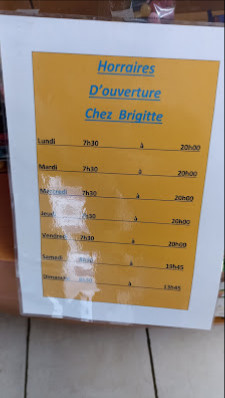 Horraires
D'ouverture
Chez Brigitte
Lundi 7h30 à 20h00
Mardi 7h30 à 20h00
Mercredi 7h30 à 20h00
Jeudi 7h30 à 20h00
Vendredi 7h30 à 20h00
Samedi à 19h45
Dimanche à 13h45